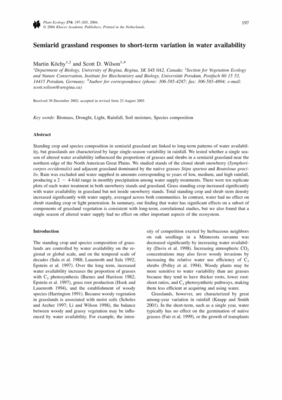 Plant Ecology 174: 197–203, 2004.
© 2004 Kluwer Academic Publishers. Printed in the Netherlands.
197
Semiarid grassland responses to short-term variation in water availability
Martin Köchy1,2 and Scott D. Wilson1,*
1Department of Biology, University of Regina, Regina, SK S4S 0A2, Canada; 2Section for Vegetation Ecology
and Nature Conservation, Institute for Biochemistry and Biology, Universität Potsdam, Postfach 60 15 53,
14415 Potsdam, Germany; *Author for correspondence (phone: 306-585-4287; fax: 306-585-4894; e-mail:
scott.wilson@uregina.ca)
Received 30 December 2002; accepted in revised form 25 August 2003
Key words: Biomass, Drought, Light, Rainfall, Soil moisture, Species composition
Abstract
Standing crop and species composition in semiarid grassland are linked to long-term patterns of water availabil-
ity, but grasslands are characterized by large single-season variability in rainfall. We tested whether a single sea-
son of altered water availability influenced the proportions of grasses and shrubs in a semiarid grassland near the
northern edge of the North American Great Plains. We studied stands of the clonal shrub snowberry (Symphori-
carpos occidentalis) and adjacent grassland dominated by the native grasses Stipa spartea and Bouteloua graci-
lis. Rain was excluded and water supplied in amounts corresponding to years of low, medium, and high rainfall,
producing a 2 – 4-fold range in monthly precipitation among water supply treatments. There were ten replicate
plots of each water treatment in both snowberry stands and grassland. Grass standing crop increased significantly
with water availability in grassland but not inside snowberry stands. Total standing crop and shrub stem density
increased significantly with water supply, averaged across both communities. In contrast, water had no effect on
shrub standing crop or light penetration. In summary, our finding that water has significant effects on a subset of
components of grassland vegetation is consistent with long-term, correlational studies, but we also found that a
single season of altered water supply had no effect on other important aspects of the ecosystem.
Introduction
The standing crop and species composition of grass-
lands are controlled by water availability on the re-
gional or global scale, and on the temporal scale of
decades (Sala et al. 1988; Lauenroth and Sala 1992;
Epstein et al. 1997). Over the long term, increased
water availability increases the proportion of grasses
with C3 photosynthesis (Barnes and Harrison 1982,
Epstein et al. 1997), grass root production (Hook and
Lauenroth 1994), and the establishment of woody
species (Harrington 1991). Because woody vegetation
in grasslands is associated with moist soils (Scholes
and Archer 1997; Li and Wilson 1998), the balance
between woody and grassy vegetation may be influ-
enced by water availability. For example, the inten-
sity of competition exerted by herbaceous neighbors
on oak seedlings in a Minnesota savanna was
decreased significantly by increasing water availabil-
ity (Davis et al. 1998). Increasing atmospheric CO2
concentrations may also favor woody invasions by
increasing the relative water use efficiency of C3
shrubs (Polley et al. 1994). Woody plants may be
more sensitive to water variability than are grasses
because they tend to have thicker roots, lower root:
shoot ratios, and C3 photosynthetic pathways, making
them less efficient at acquiring and using water.
Grasslands, however, are characterized by great
among-year variation in rainfall (Knapp and Smith
2001). In the short-term, such as a single year, water
typically has no effect on the germination of native
grasses (Fair et al. 1999), or the growth of transplants